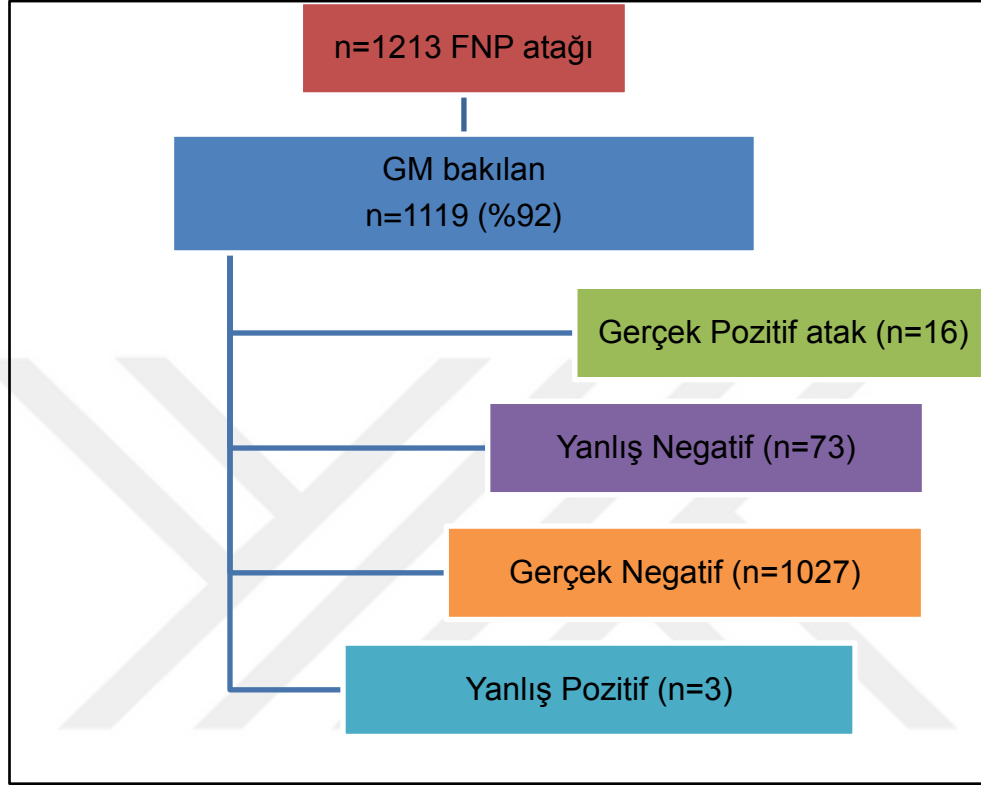 n=1213 FNP atağı
GM bakılan
n=1119 (%92)
Gerçek Pozitif atak (n=16)
Yanlış Negatif (n=73)
Gerçek Negatif (n=1027)
Yanlış Pozitif (n=3)